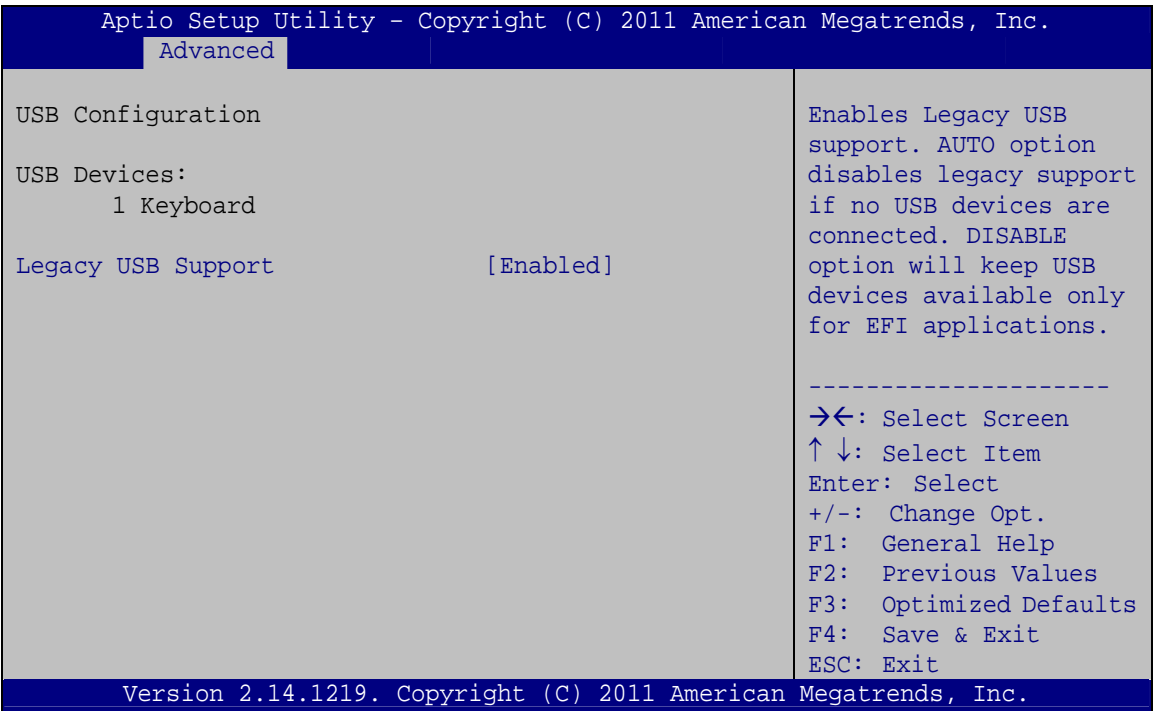 Aptio Setup Utility – Copyright (C) 2011 American Megatrends, Inc.
Advanced
USB Configuration
USB Devices:
1 Keyboard
Legacy USB Support [Enabled]
Enables Legacy USB
support. AUTO option
disables legacy support
if no USB devices are
connected. DISABLE
option will keep USB
devices available only
for EFI applications.
---------------------
→←: Select Screen
↑ ↓: Select Item
Enter: Select
+/-: Change Opt.
F1: General Help
F2: Previous Values
F3: Optimized Defaults
F4: Save & Exit
ESC: Exit
Version 2.14.1219. Copyright (C) 2011 American Megatrends, Inc.